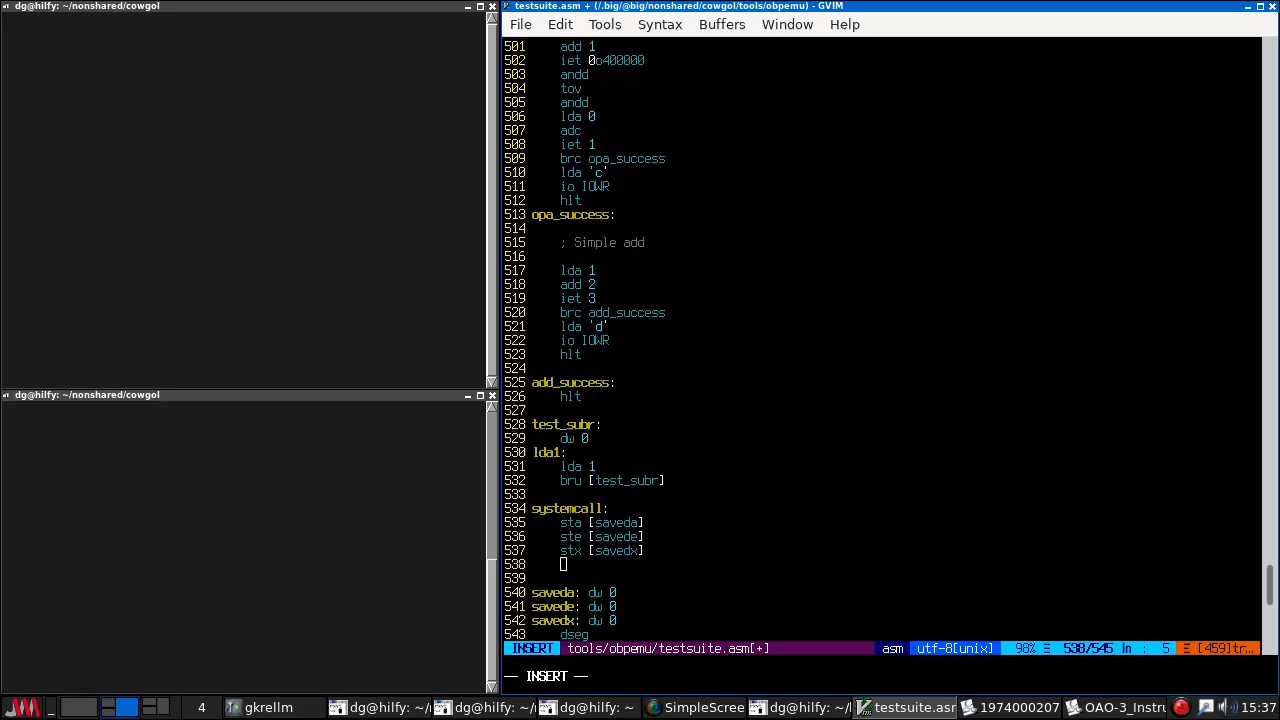 dg@hilfy: ~/nonshared/cowgol
testsuite.asm + (/.big/@big/nonshared/cowgol/tools/obpemu) - GVIM
File Edit Tools Syntax Buffers Window Help
501 add 1
502 iet 0o400000
503 andd
504 tov
505 andd
506 lda 0
507 adc
508 iet 1
509 brc opa_success
510 lda 'c'
511 io IOWR
512 hlt
513 opa_success:
514
515 ; Simple add
516
517 lda 1
518 add 2
519 iet 3
520 brc add_success
521 lda 'd'
522 io IOWR
523 hlt
524
525 add_success:
526 hlt
527
528 test_subr:
529 dw 0
530 lda1:
531 lda 1
532 bru [test_subr]
533
534 systemcall:
535 sta [saveda]
536 ste [savede]
537 stx [savedx]
538
539
540 saveda: dw 0
541 savede: dw 0
542 savedx: dw 0
543 dseg
INSERT tools/obpemu/testsuite.asm[+] asm utf-8[unix] 98% Ξ 538/545 ln : 5 Ξ [459]tr…
-- INSERT --
dg@hilfy: ~/nonshared/cowgol
4 gkrellm dg@hilfy: ~/ dg@hilfy: ~/ dg@hilfy: ~ SimpleScree dg@hilfy: ~/ testsuite.asr 1974000207 OAO-3_Instru 15:37